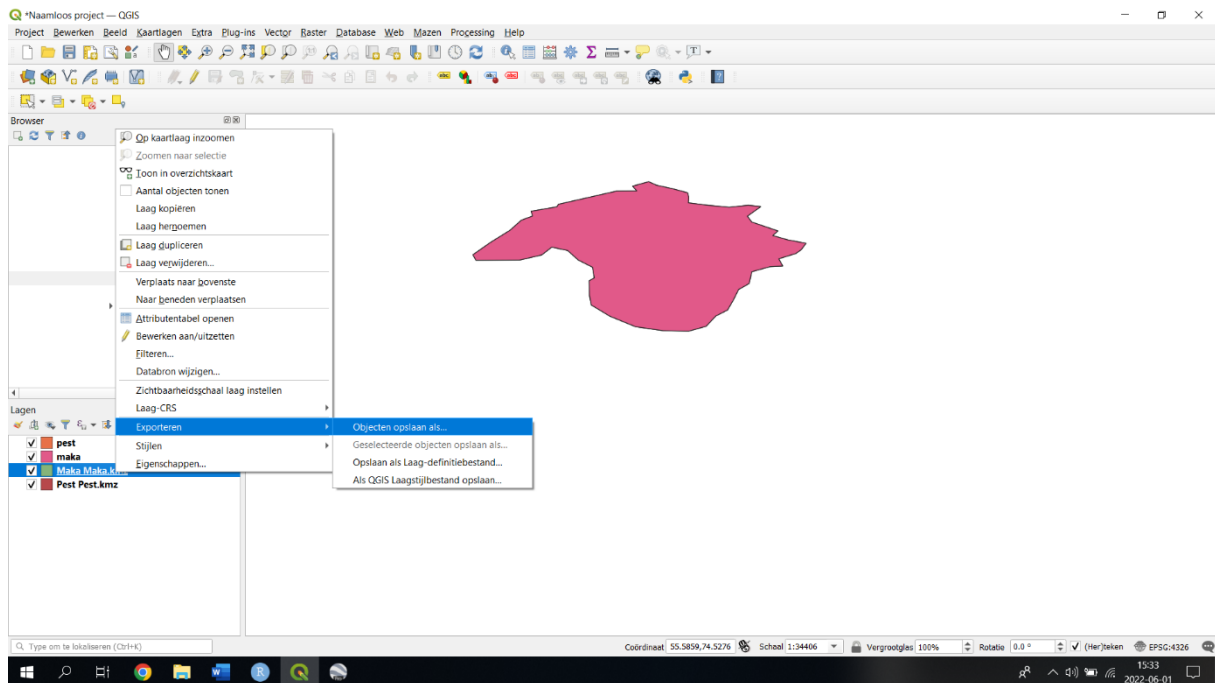 *Naamloos project — QGIS
Project Bewerken Beeld Kaartlagen Extra Plug-ins Vector Raster Database Web Mazen Processing Help
Browser
Op kaartlaag inzoomen
Zoomen naar selectie
Toon in overzichtskaart
Aantal objecten tonen
Laag kopiëren
Laag hernoemen
Laag dupliceren
Laag verwijderen...
Verplaats naar bovenste
Naar beneden verplaatsen
Attributentabel openen
Bewerken aan/uitzetten
Filteren...
Databron wijzigen...
Zichtbaarheidsschaal laag instellen
Laag-CRS
Exporteren
Stijlen
Eigenschappen...
Objecten opslaan als...
Geselecteerde objecten opslaan als...
Opslaan als Laag-definitiebestand...
Als QGIS Laagstijlbestand opslaan...
Lagen
pest
maka
Maka Maka.kmz
Pest Pest.kmz
Type om te lokaliseren (Ctrl+K)
Coördinaat 55.5859,74.5276 Schaal 1:34406 Vergrootglas 100% Rotatie 0.0 ° (Her)teken EPSG:4326
15:33
2022-06-01